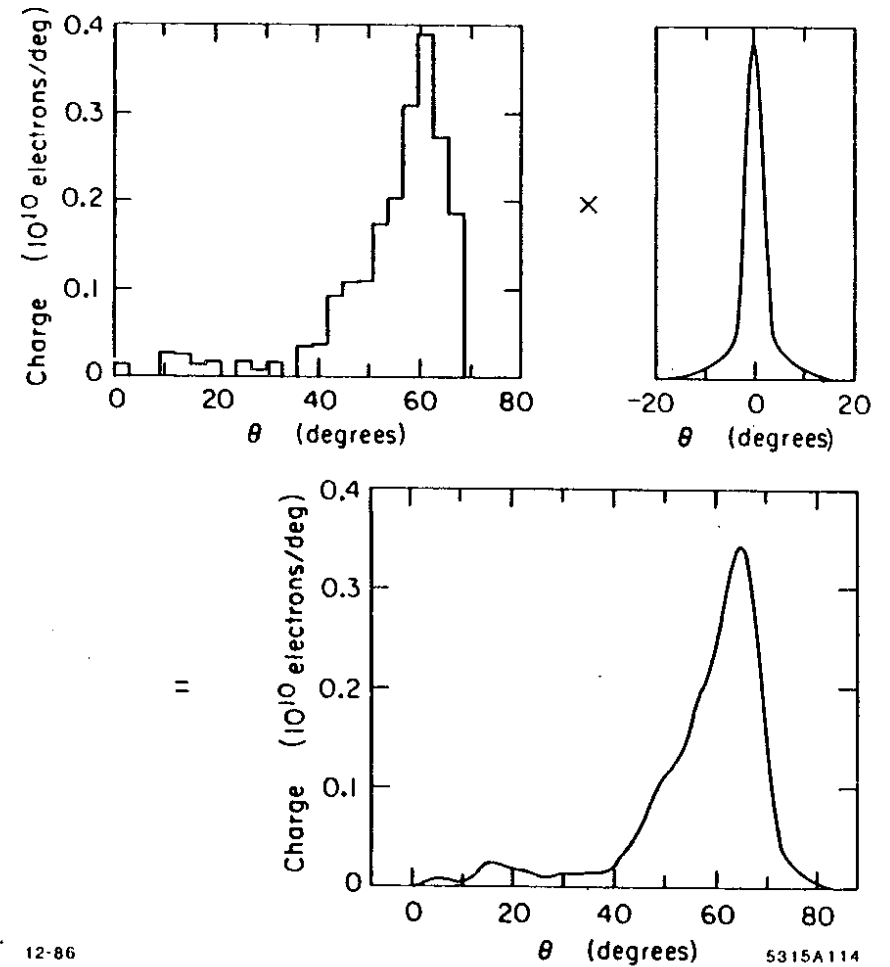 0.4
0.3
0.2
0.1
0
Charge (10¹⁰ electrons/deg)
0 20 40 60 80
θ (degrees)
×
-20 0 20
θ (degrees)
=
0.4
0.3
0.2
0.1
0
Charge (10¹⁰ electrons/deg)
0 20 40 60 80
θ (degrees)
12-86
5315A114